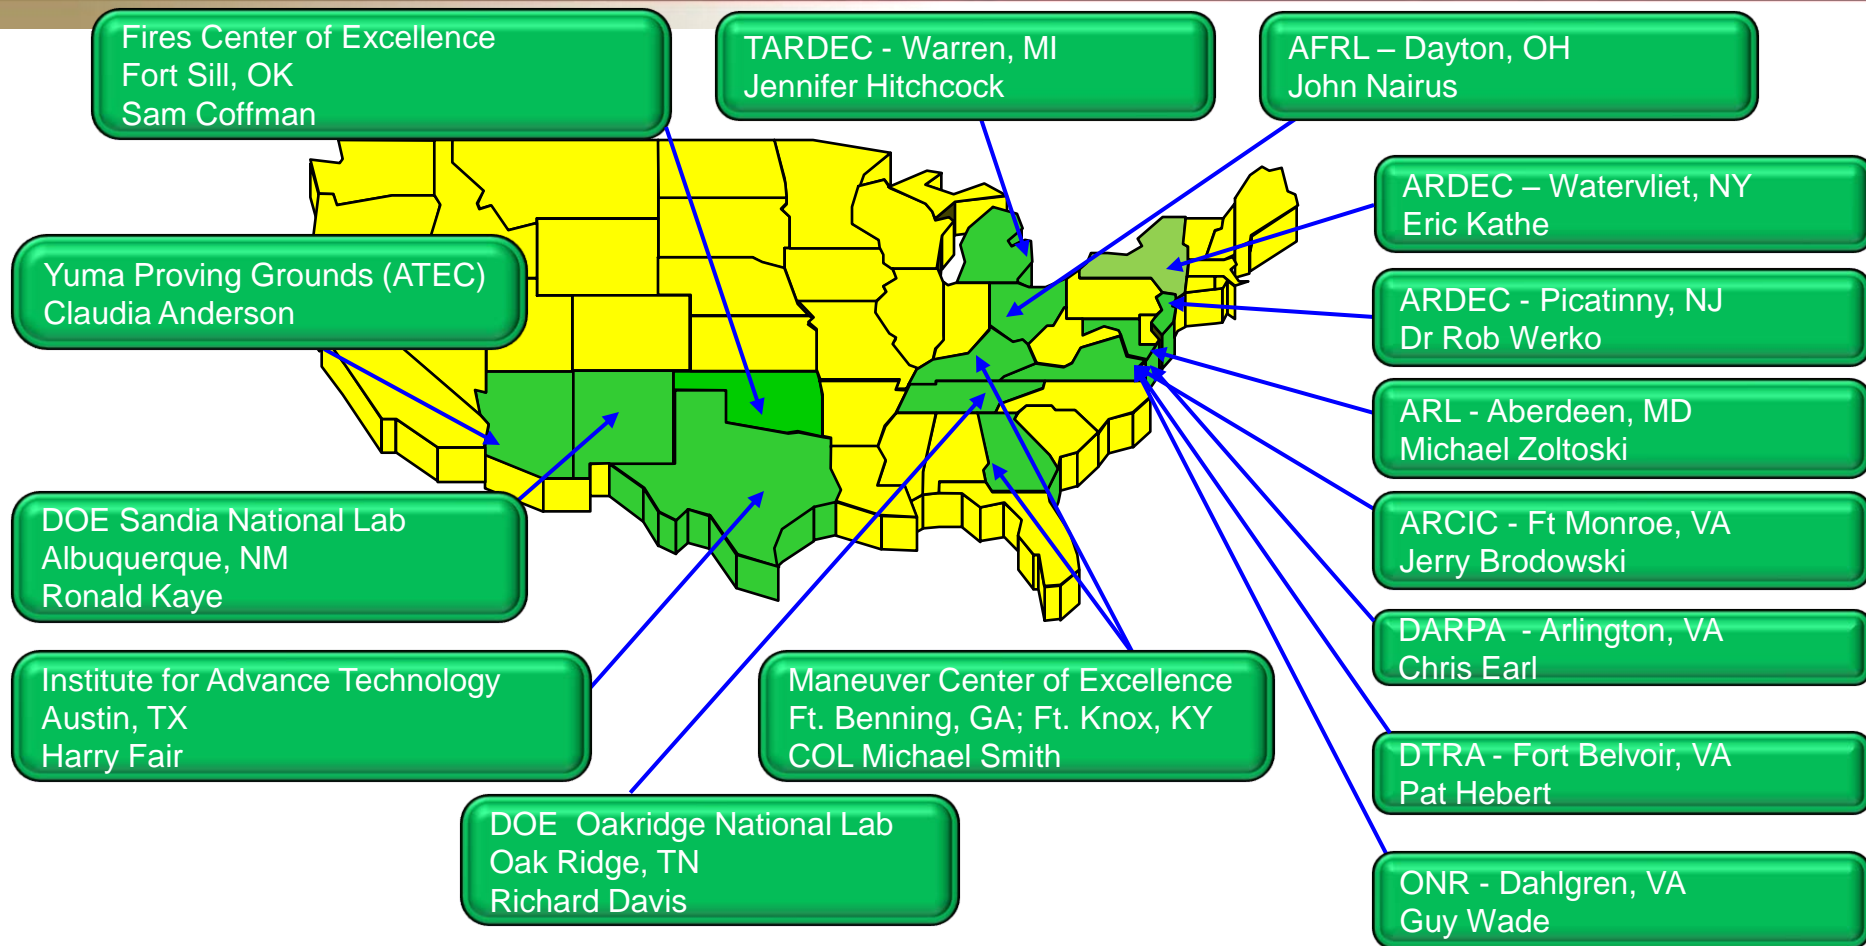 Fires Center of Excellence
Fort Sill, OK
Sam Coffman
TARDEC - Warren, MI
Jennifer Hitchcock
AFRL – Dayton, OH
John Nairus
ARDEC – Watervliet, NY
Eric Kathe
Yuma Proving Grounds (ATEC)
Claudia Anderson
ARDEC - Picatinny, NJ
Dr Rob Werko
ARL - Aberdeen, MD
Michael Zoltoski
DOE Sandia National Lab
Albuquerque, NM
Ronald Kaye
ARCIC - Ft Monroe, VA
Jerry Brodowski
DARPA - Arlington, VA
Chris Earl
Institute for Advance Technology
Austin, TX
Harry Fair
Maneuver Center of Excellence
Ft. Benning, GA; Ft. Knox, KY
COL Michael Smith
DTRA - Fort Belvoir, VA
Pat Hebert
DOE Oakridge National Lab
Oak Ridge, TN
Richard Davis
ONR - Dahlgren, VA
Guy Wade